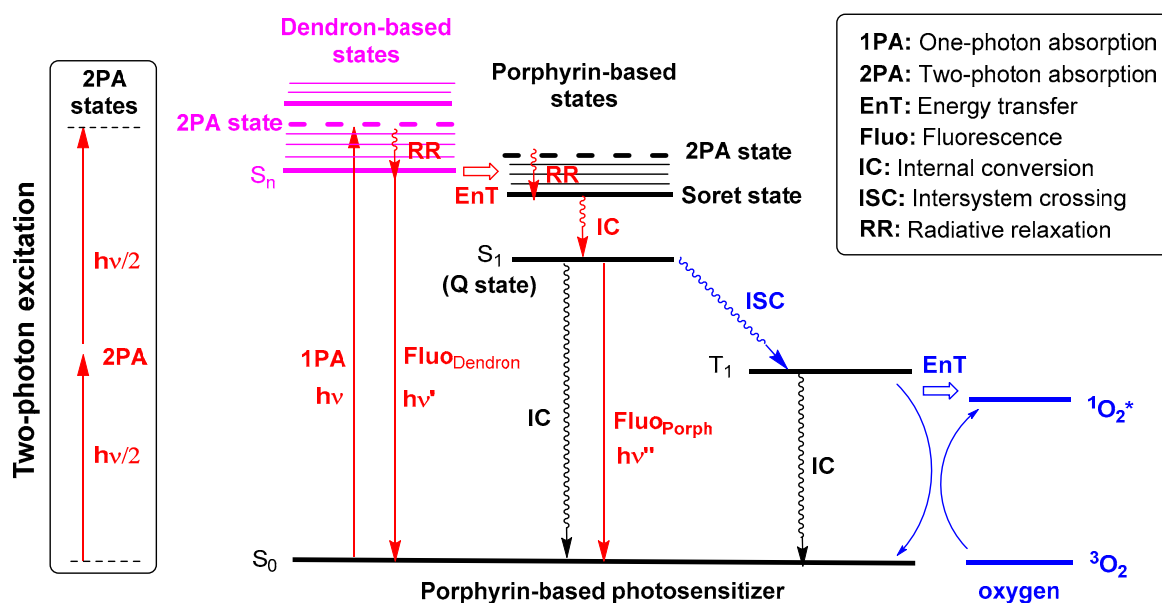 Dendron-based
states
Porphyrin-based
states
1PA: One-photon absorption
2PA: Two-photon absorption
EnT: Energy transfer
Fluo: Fluorescence
IC: Internal conversion
ISC: Intersystem crossing
RR: Radiative relaxation
Two-photon excitation
2PA
states
hν/2
2PA
hν/2
2PA state
RR
Sn
EnT
2PA state
RR
Soret state
IC
S1
(Q state)
ISC
1PA
hν
FluoDendron
hν'
IC
FluoPorph
hν"
T1
EnT
IC
1O2*
S0
3O2
Porphyrin-based photosensitizer
oxygen